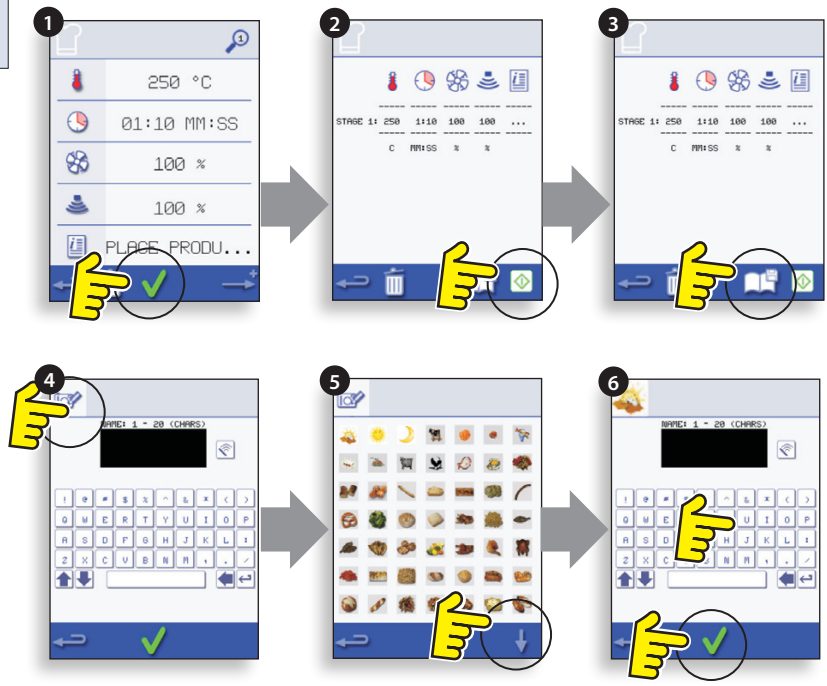 1
1
250 °C
01:10 MM:SS
100 %
100 %
PLACE PRODU...
2
STAGE 1: 250 1:10 100 100 ...
C MM:SS % %
3
STAGE 1: 250 1:10 100 100 ...
C MM:SS % %
4
NAME: 1 - 20 (CHARS)
! @ # $ % ^ & * ( )
Q W E R T Y U I O P
A S D F G H J K L :
Z X C V B N M , . /
5
6
NAME: 1 - 20 (CHARS)
! @ # ^ & * ( )
Q W E U I O P
A S D H J K L :
Z X C B N M , . /